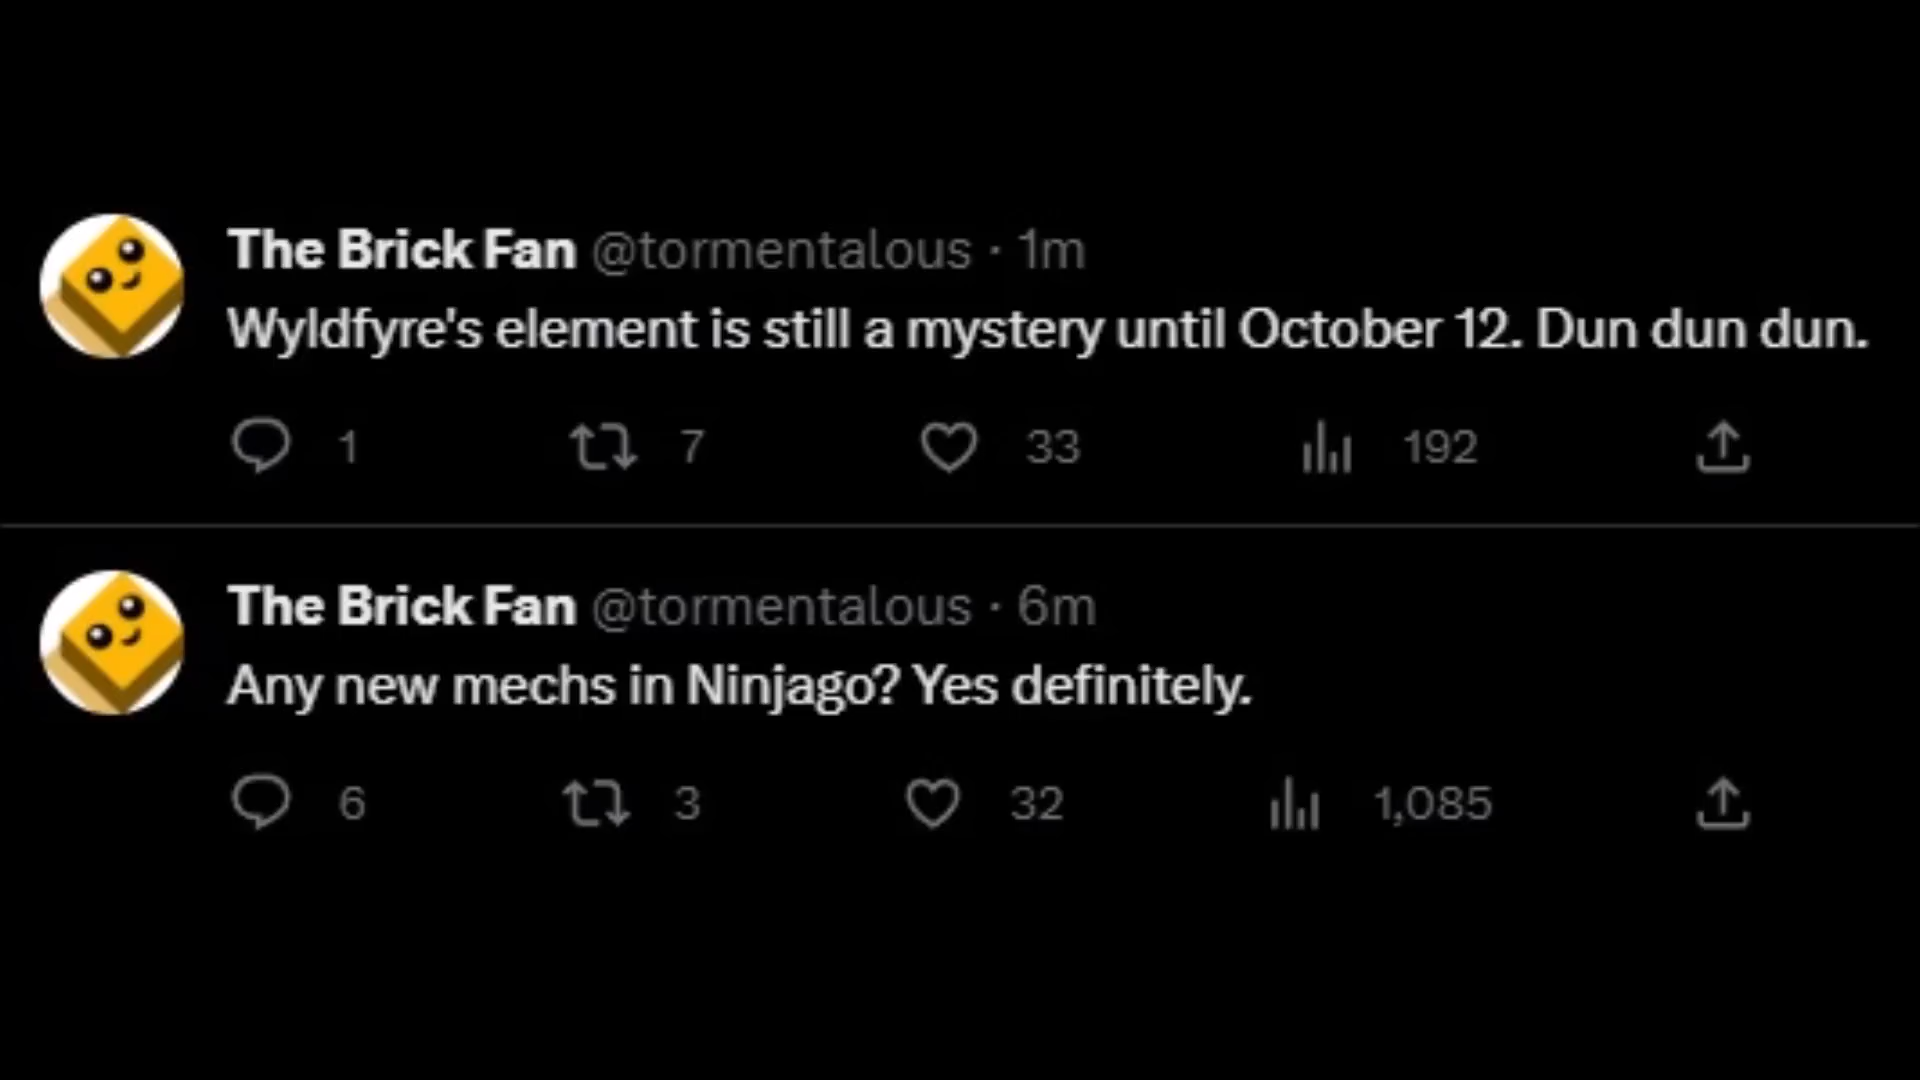 The Brick Fan @tormentalous · 1m
Wyldfyre's element is still a mystery until October 12. Dun dun dun.
1 7 33 192
The Brick Fan @tormentalous · 6m
Any new mechs in Ninjago? Yes definitely.
6 3 32 1,085